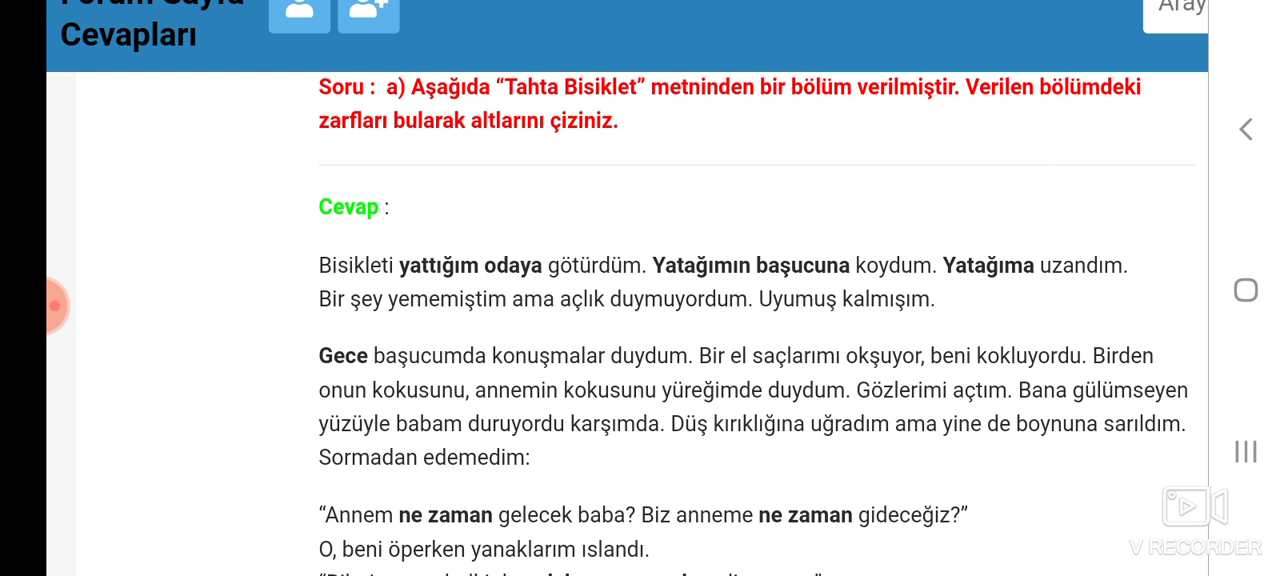 Cevapları
Aray
Soru : a) Aşağıda “Tahta Bisiklet” metninden bir bölüm verilmiştir. Verilen bölümdeki
zarfları bularak altlarını çiziniz.
Cevap :
Bisikleti yattığım odaya götürdüm. Yatağımın başucuna koydum. Yatağıma uzandım.
Bir şey yememiştim ama açlık duymuyordum. Uyumuş kalmışım.
Gece başucumda konuşmalar duydum. Bir el saçlarımı okşuyor, beni kokluyordu. Birden
onun kokusunu, annemin kokusunu yüreğimde duydum. Gözlerimi açtım. Bana gülümseyen
yüzüyle babam duruyordu karşımda. Düş kırıklığına uğradım ama yine de boynuna sarıldım.
Sormadan edemedim:
“Annem ne zaman gelecek baba? Biz anneme ne zaman gideceğiz?”
O, beni öperken yanaklarım ıslandı.
V RECORDER